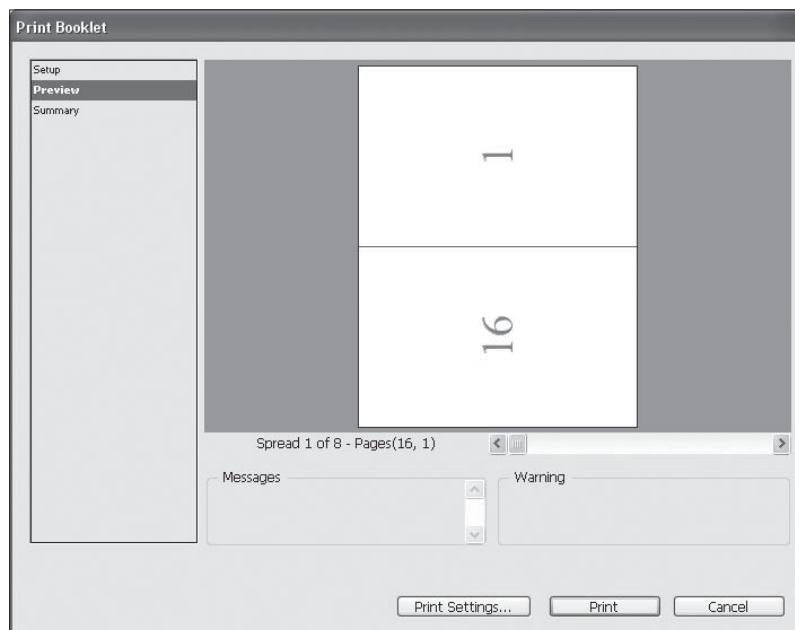 Print Booklet
Setup
Preview
Summary
1
16
Spread 1 of 8 - Pages(16, 1)
Messages
Warning
Print Settings...
Print
Cancel